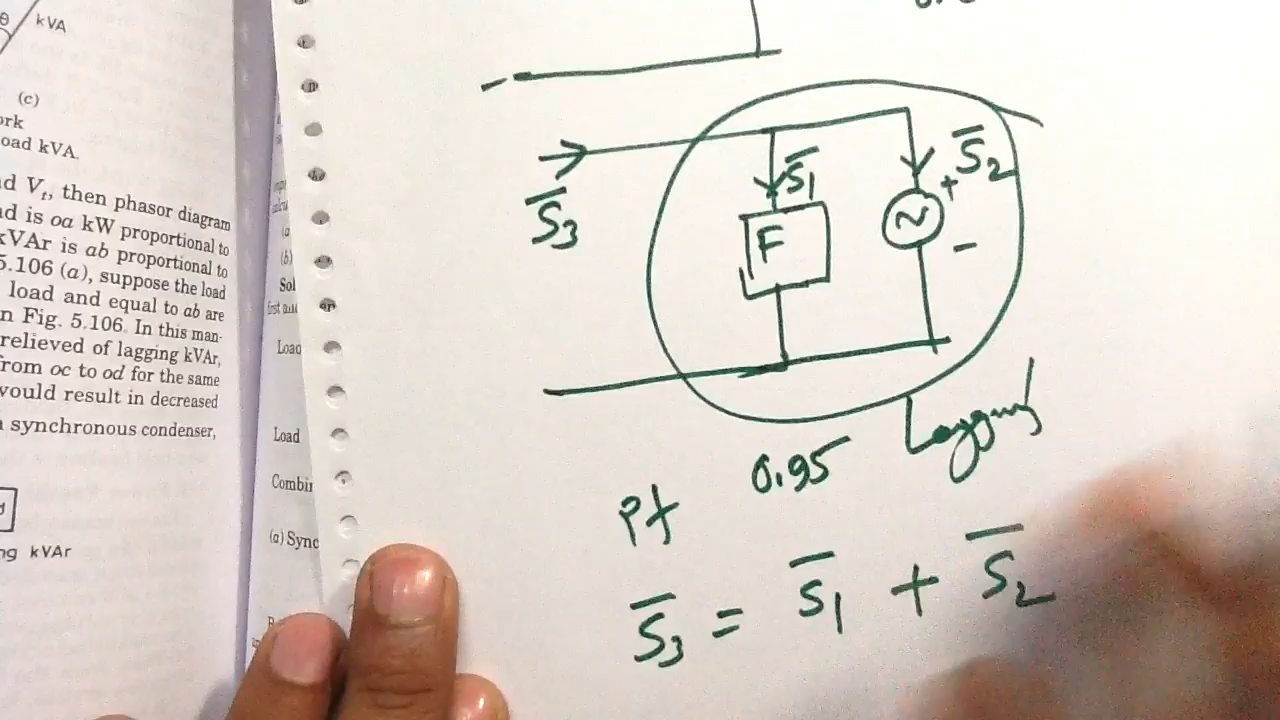 θ
kVA
(c)
ork
oad kVA.
d Vt, then phasor diagram
d is oa kW proportional to
kVAr is ab proportional to
5.106 (a), suppose the load
load and equal to ab are
n Fig. 5.106. In this man-
relieved of lagging kVAr,
from oc to od for the same
would result in decreased
synchronous condenser,
ng kVAr
(a
(b)
Sol
Load
Load
Combin
(a) Sync
S̅3
S̅1
S̅2
F
~
+
-
pf 0.95 Lagging
S̅3 = S̅1 + S̅2